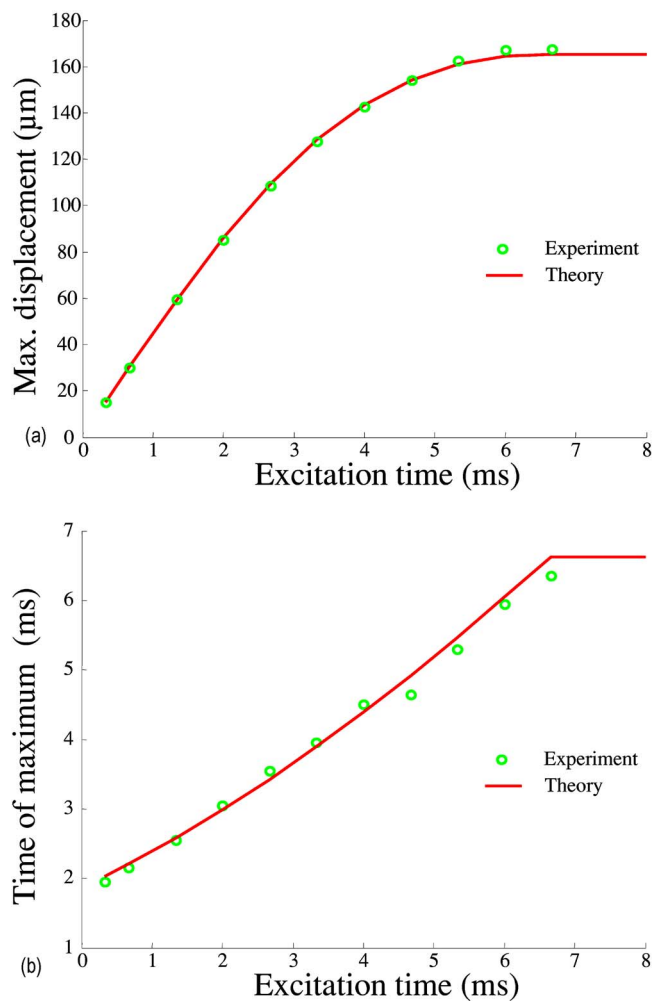 Max. displacement (μm)
180
160
140
120
100
80
60
40
20
0
Experiment
Theory
(a)
0 1 2 3 4 5 6 7 8
Excitation time (ms)
Time of maximum (ms)
7
6
5
4
3
2
1
Experiment
Theory
(b)
0 1 2 3 4 5 6 7 8
Excitation time (ms)